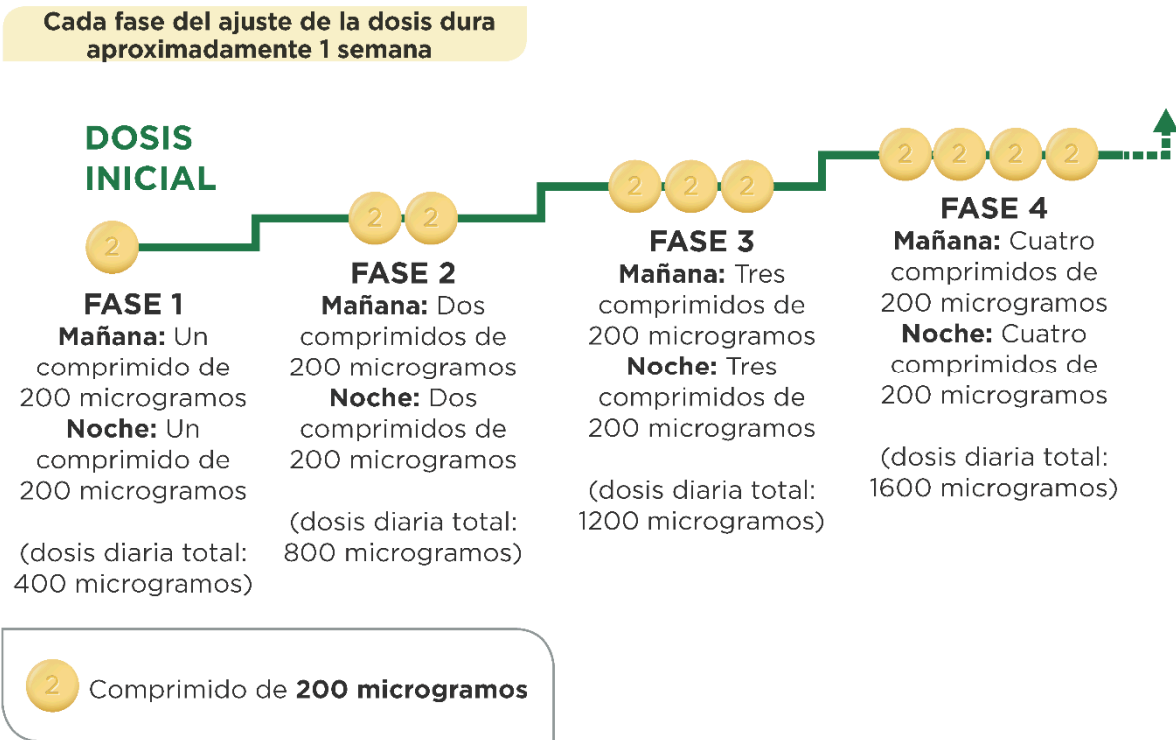 Cada fase del ajuste de la dosis dura
aproximadamente 1 semana
DOSIS
INICIAL
2
FASE 1
Mañana: Un
comprimido de
200 microgramos
Noche: Un
comprimido de
200 microgramos
(dosis diaria total:
400 microgramos)
2 2
FASE 2
Mañana: Dos
comprimidos de
200 microgramos
Noche: Dos
comprimidos de
200 microgramos
(dosis diaria total:
800 microgramos)
2 2 2
FASE 3
Mañana: Tres
comprimidos de
200 microgramos
Noche: Tres
comprimidos de
200 microgramos
(dosis diaria total:
1200 microgramos)
2 2 2 2
FASE 4
Mañana: Cuatro
comprimidos de
200 microgramos
Noche: Cuatro
comprimidos de
200 microgramos
(dosis diaria total:
1600 microgramos)
2 Comprimido de 200 microgramos